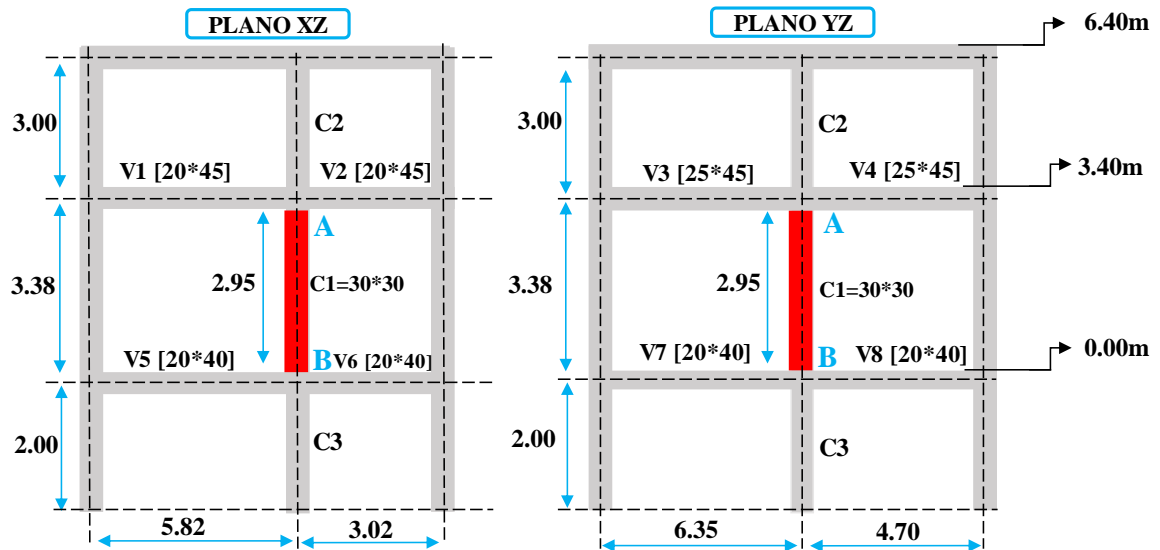 PLANO XZ
3.00
C2
V1 [20*45]
V2 [20*45]
A
3.38
2.95
C1=30*30
V5 [20*40]
B
V6 [20*40]
2.00
C3
5.82
3.02
PLANO YZ
6.40m
3.00
C2
V3 [25*45]
V4 [25*45]
3.40m
A
3.38
2.95
C1=30*30
V7 [20*40]
B
V8 [20*40]
0.00m
2.00
C3
6.35
4.70